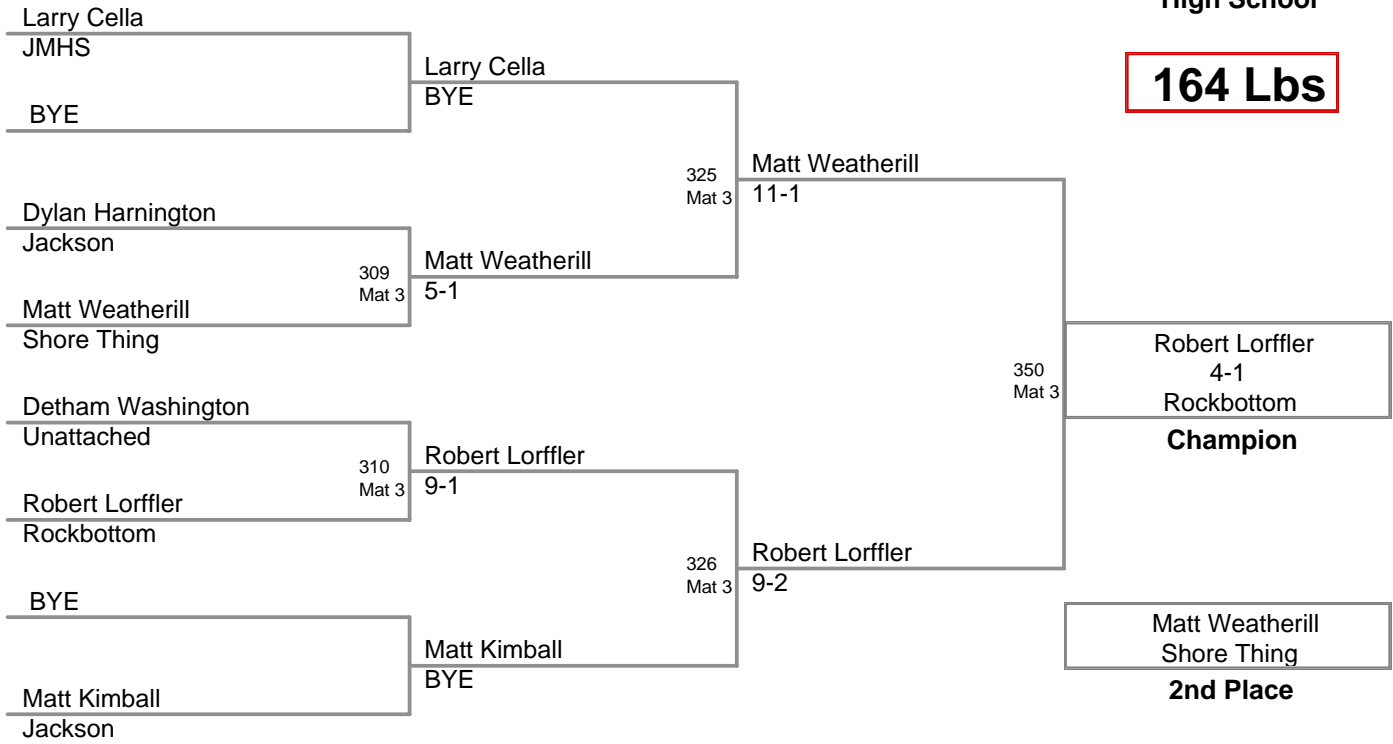 High School
164 Lbs
Larry Cella
JMHS
BYE
Dylan Harnington
Jackson
309
Mat 3
Matt Weatherill
Shore Thing
Detham Washington
Unattached
310
Mat 3
Robert Lorffler
Rockbottom
BYE
Matt Kimball
Jackson
Larry Cella
BYE
325
Mat 3
Matt Weatherill
5-1
Robert Lorffler
9-1
326
Mat 3
Matt Kimball
BYE
Matt Weatherill
11-1
350
Mat 3
Robert Lorffler
9-2
Robert Lorffler
4-1
Rockbottom
Champion
Matt Weatherill
Shore Thing
2nd Place